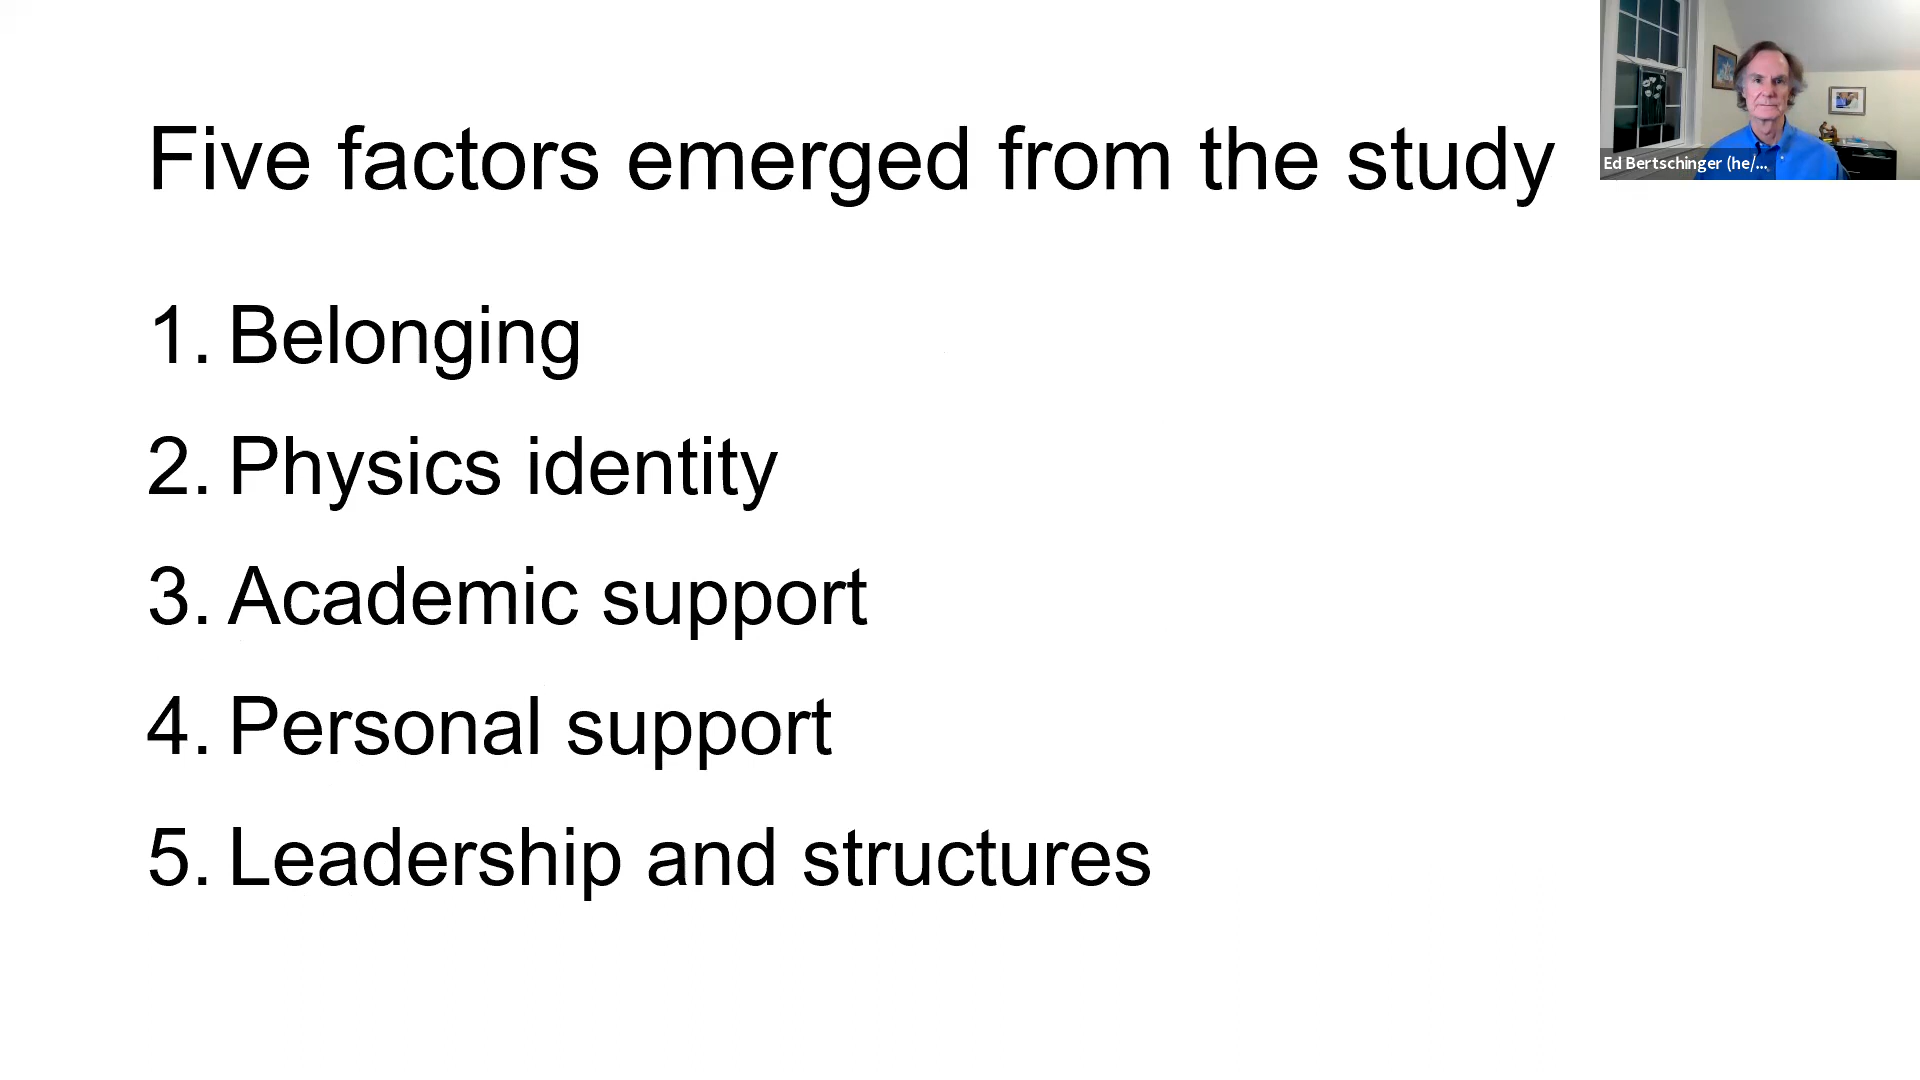 Five factors emerged from the study
Ed Bertschinger (he/...
1. Belonging
2. Physics identity
3. Academic support
4. Personal support
5. Leadership and structures